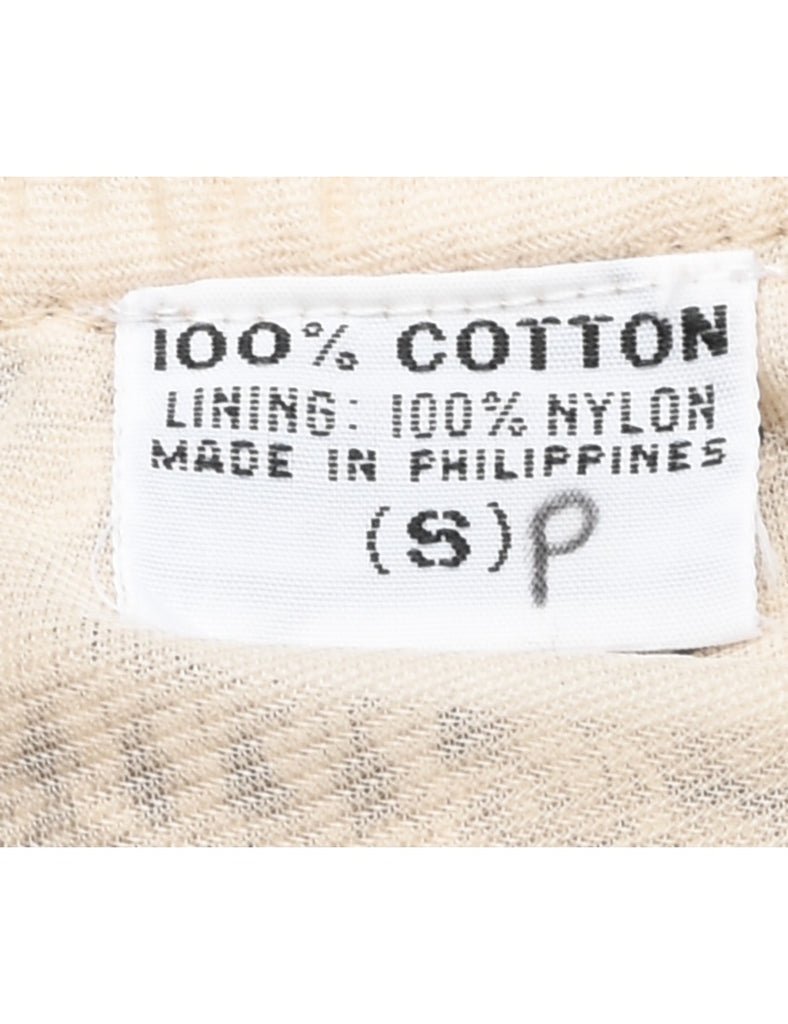 100% COTTON
LINING: 100% NYLON
MADE IN PHILIPPINES
(S) P